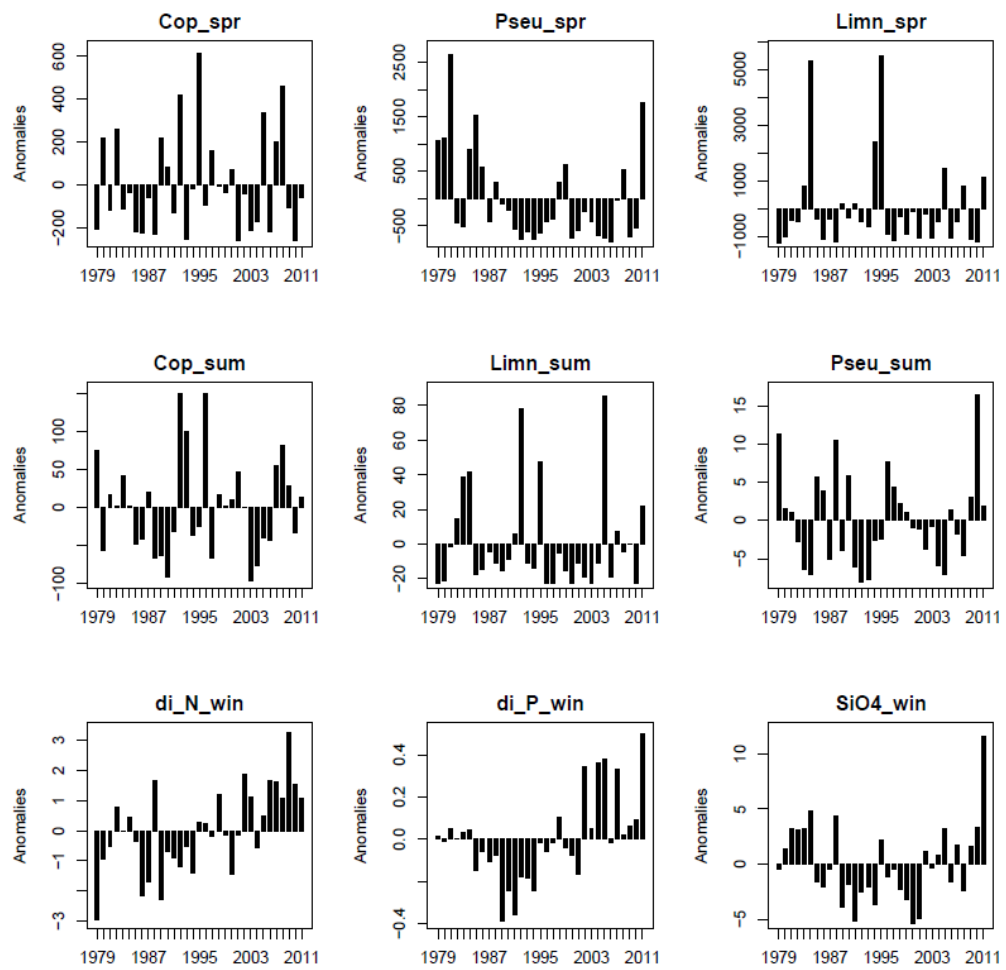 Cop_spr
Anomalies
600
400
200
0
−200
1979 1987 1995 2003 2011
Pseu_spr
Anomalies
2500
1500
500
−500
1979 1987 1995 2003 2011
Limn_spr
Anomalies
5000
3000
1000
−1000
1979 1987 1995 2003 2011
Cop_sum
Anomalies
100
50
0
−100
1979 1987 1995 2003 2011
Limn_sum
Anomalies
80
60
40
20
0
−20
1979 1987 1995 2003 2011
Pseu_sum
Anomalies
15
10
5
0
−5
1979 1987 1995 2003 2011
di_N_win
Anomalies
3
2
1
0
−1
−3
1979 1987 1995 2003 2011
di_P_win
Anomalies
0.4
0.2
0.0
−0.4
1979 1987 1995 2003 2011
SiO4_win
Anomalies
10
5
0
−5
1979 1987 1995 2003 2011